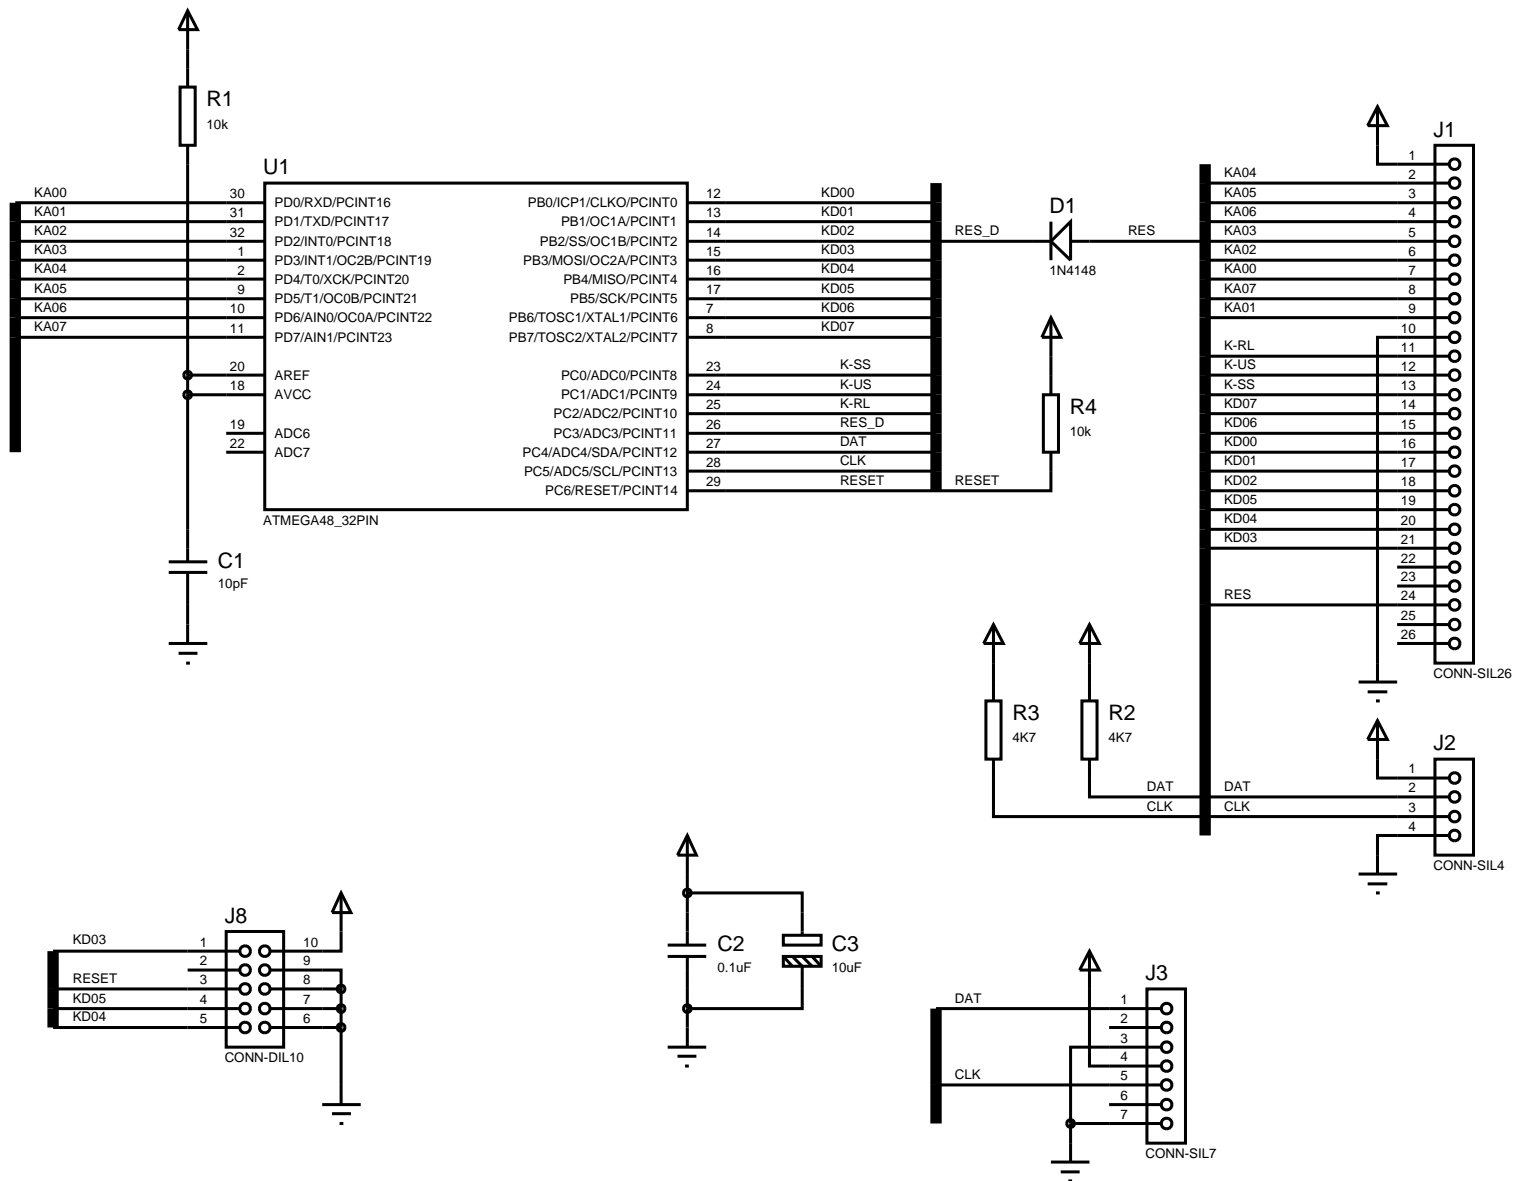 R1
10k
U1
KA00 30 PD0/RXD/PCINT16
KA01 31 PD1/TXD/PCINT17
KA02 32 PD2/INT0/PCINT18
KA03 1 PD3/INT1/OC2B/PCINT19
KA04 2 PD4/T0/XCK/PCINT20
KA05 9 PD5/T1/OC0B/PCINT21
KA06 10 PD6/AIN0/OC0A/PCINT22
KA07 11 PD7/AIN1/PCINT23
20 AREF
18 AVCC
19 ADC6
22 ADC7
PB0/ICP1/CLKO/PCINT0 12 KD00
PB1/OC1A/PCINT1 13 KD01
PB2/SS/OC1B/PCINT2 14 KD02
PB3/MOSI/OC2A/PCINT3 15 KD03
PB4/MISO/PCINT4 16 KD04
PB5/SCK/PCINT5 17 KD05
PB6/TOSC1/XTAL1/PCINT6 7 KD06
PB7/TOSC2/XTAL2/PCINT7 8 KD07
PC0/ADC0/PCINT8 23 K-SS
PC1/ADC1/PCINT9 24 K-US
PC2/ADC2/PCINT10 25 K-RL
PC3/ADC3/PCINT11 26 RES_D
PC4/ADC4/SDA/PCINT12 27 DAT
PC5/ADC5/SCL/PCINT13 28 CLK
PC6/RESET/PCINT14 29 RESET
ATMEGA48_32PIN
C1
10pF
D1
RES_D RES
1N4148
R4
10k
RESET
J1
1
KA04 2
KA05 3
KA06 4
KA03 5
KA02 6
KA00 7
KA07 8
KA01 9
10
K-RL 11
K-US 12
K-SS 13
KD07 14
KD06 15
KD00 16
KD01 17
KD02 18
KD05 19
KD04 20
KD03 21
22
23
RES 24
25
26
CONN-SIL26
R3
4K7
R2
4K7
J2
1
DAT DAT 2
CLK CLK 3
4
CONN-SIL4
J8
KD03 1 10
2 9
RESET 3 8
KD05 4 7
KD04 5 6
CONN-DIL10
C2
0.1uF
C3
10uF
J3
DAT 1
2
3
4
CLK 5
6
7
CONN-SIL7